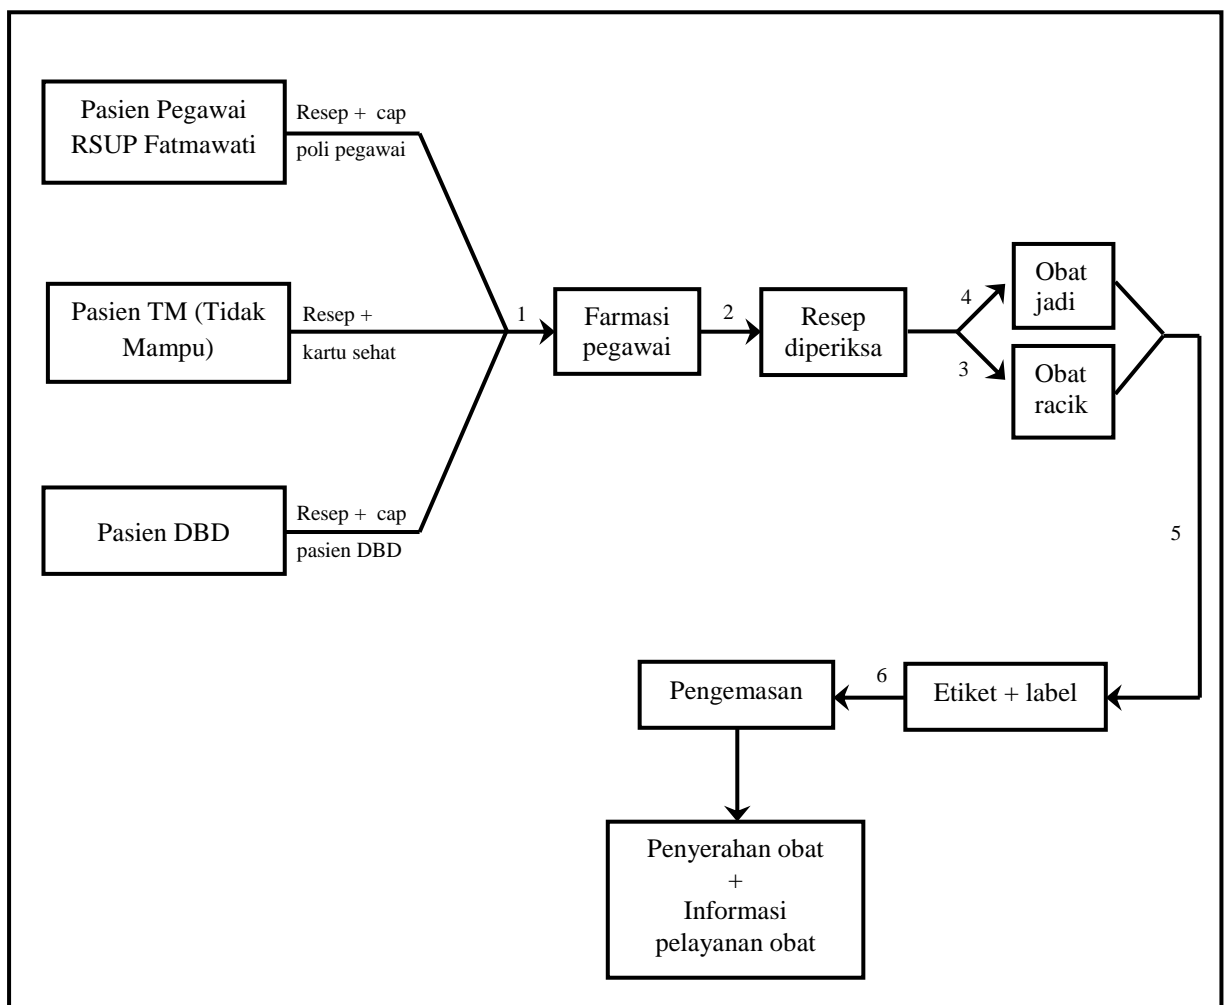 Pasien Pegawai
RSUP Fatmawati
Resep + cap
poli pegawai
Pasien TM (Tidak
Mampu)
Resep +
kartu sehat
Pasien DBD
Resep + cap
pasien DBD
1
Farmasi
pegawai
2
Resep
diperiksa
4
3
Obat
jadi
Obat
racik
5
Etiket + label
6
Pengemasan
Penyerahan obat
+
Informasi
pelayanan obat